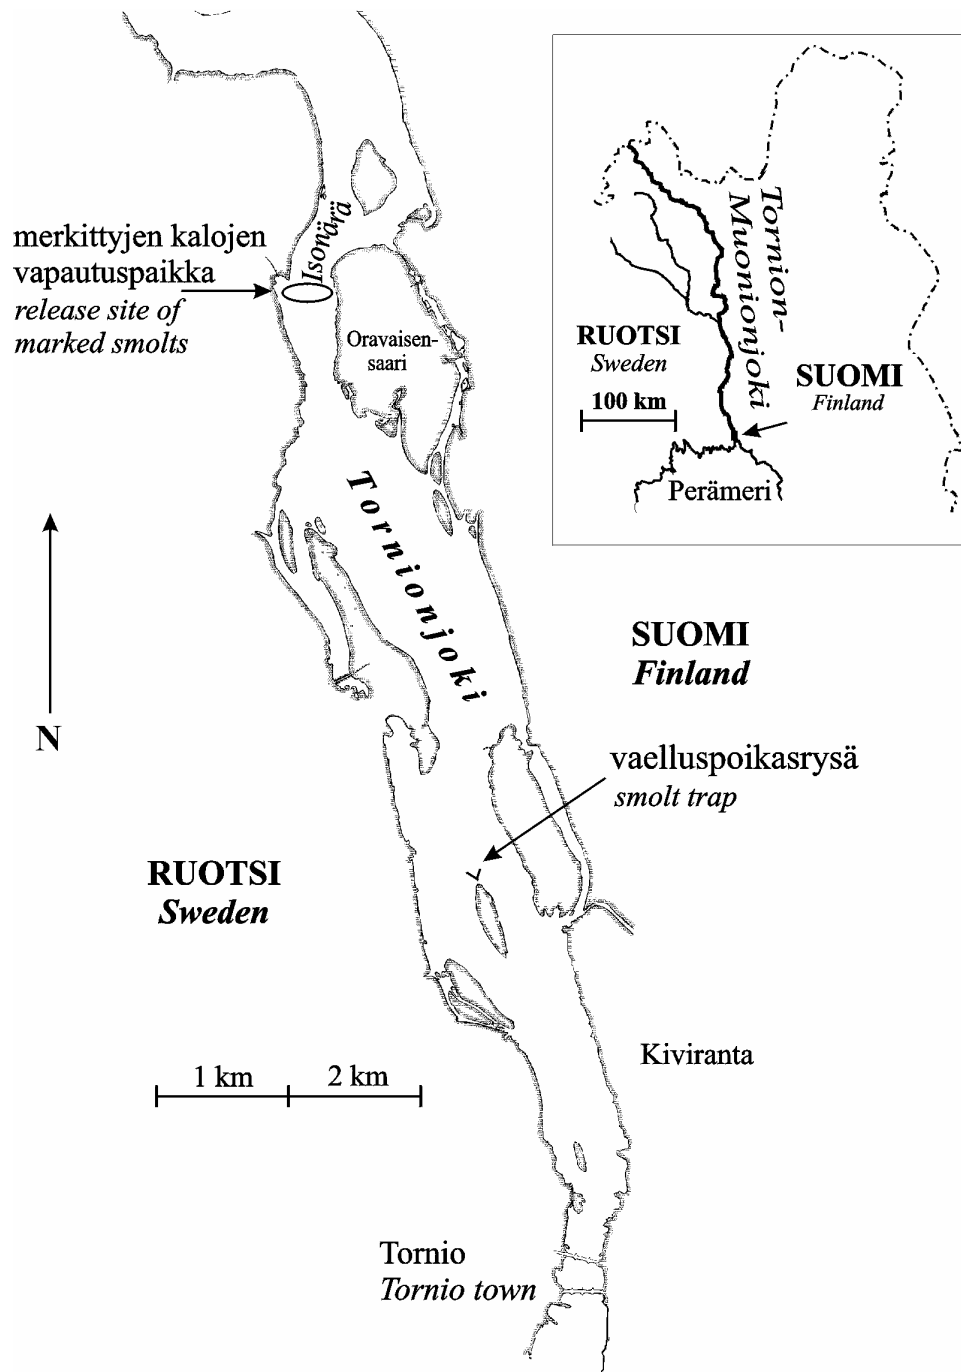 merkittyjen kalojen
vapautuspaikka
release site of
marked smolts
Isonärä
Oravaisen-
saari
Tornionjoki
N
SUOMI
Finland
vaelluspoikasrysä
smolt trap
RUOTSI
Sweden
Kiviranta
1 km 2 km
Tornio
Tornio town
Tornion-
Muonionjoki
RUOTSI
Sweden
100 km
SUOMI
Finland
Perämeri